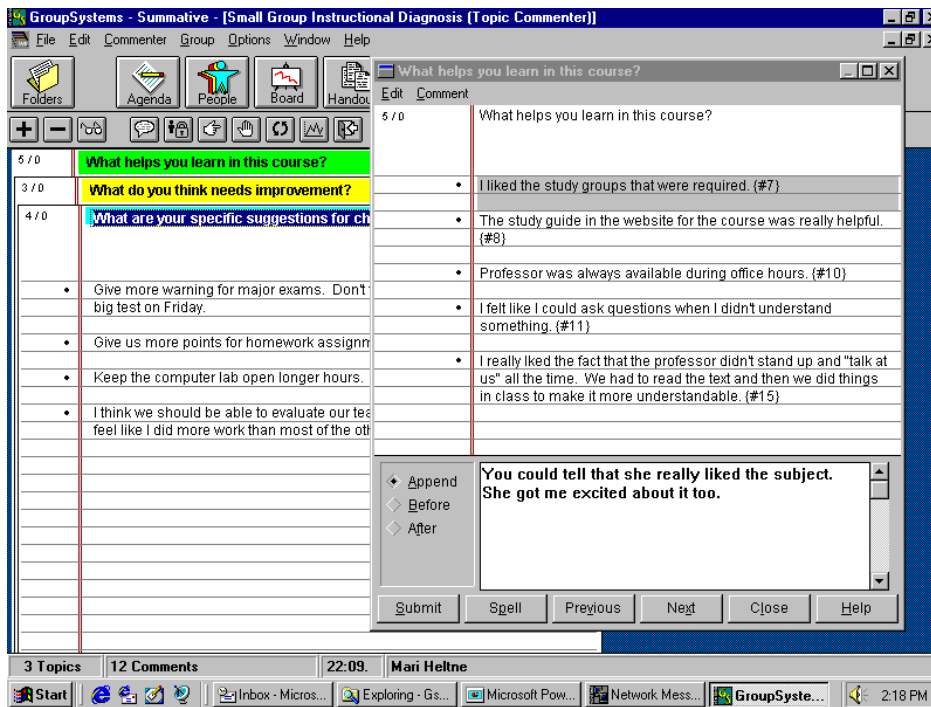 GroupSystems - Summative - [Small Group Instructional Diagnosis (Topic Commenter)]
File Edit Commenter Group Options Window Help
Folders Agenda People Board Handou
5 / 0 What helps you learn in this course?
3 / 0 What do you think needs improvement?
4 / 0 What are your specific suggestions for ch
• Give more warning for major exams. Don't
big test on Friday.
• Give us more points for homework assignm
• Keep the computer lab open longer hours.
• I think we should be able to evaluate our tea
feel like I did more work than most of the oth
What helps you learn in this course?
Edit Comment
5 / 0 What helps you learn in this course?
• I liked the study groups that were required. {#7}
• The study guide in the website for the course was really helpful.
{#8}
• Professor was always available during office hours. {#10}
• I felt like I could ask questions when I didn't understand
something. {#11}
• I really lked the fact that the professor didn't stand up and "talk at
us" all the time. We had to read the text and then we did things
in class to make it more understandable. {#15}
Append
Before
After
You could tell that she really liked the subject.
She got me excited about it too.
Submit Spell Previous Next Close Help
3 Topics 12 Comments 22:09. Mari Heltne
Start Inbox - Micros... Exploring - Gs... Microsoft Pow... Network Mess... GroupSyste... 2:18 PM